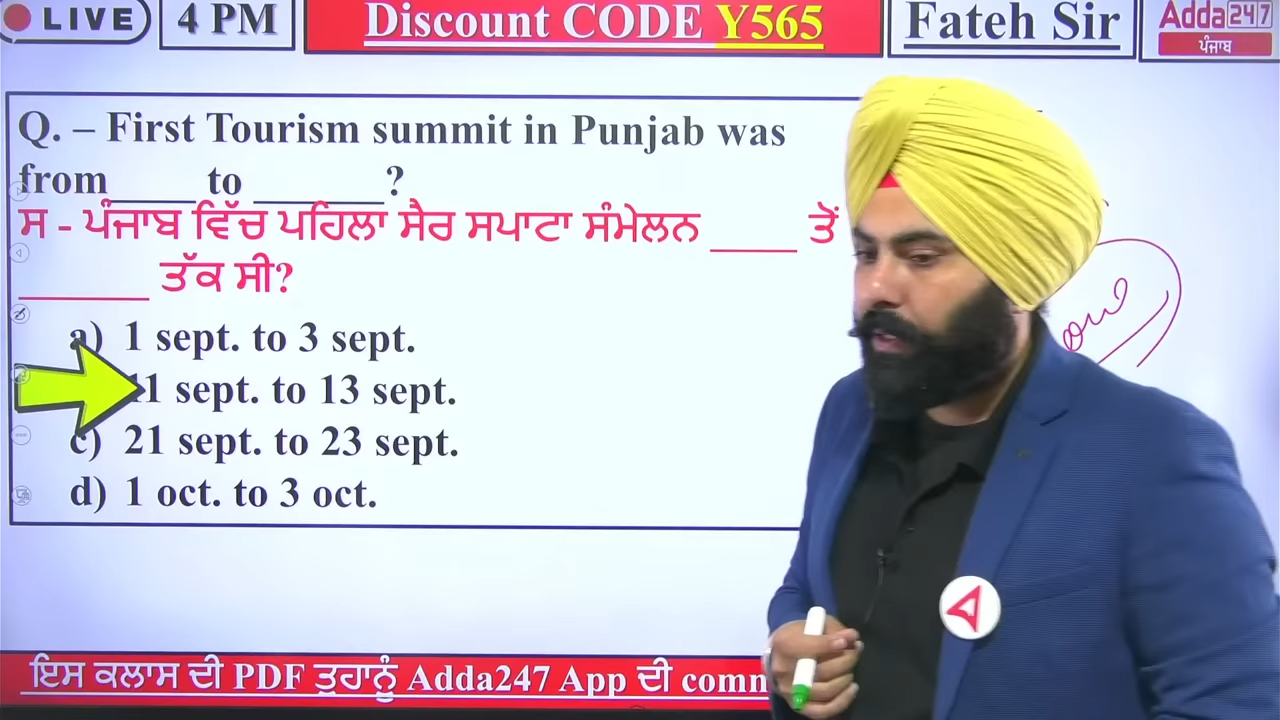 LIVE
4 PM
Discount CODE Y565
Fateh Sir
Adda247
ਪੰਜਾਬ
Q. – First Tourism summit in Punjab was
from ____ to ______?
ਸ - ਪੰਜਾਬ ਵਿੱਚ ਪਹਿਲਾ ਸੈਰ ਸਪਾਟਾ ਸੰਮੇਲਨ ____ ਤੋਂ
______ ਤੱਕ ਸੀ?
a) 1 sept. to 3 sept.
11 sept. to 13 sept.
c) 21 sept. to 23 sept.
d) 1 oct. to 3 oct.
ਇਸ ਕਲਾਸ ਦੀ PDF ਤੁਹਾਨੂੰ Adda247 App ਦੀ